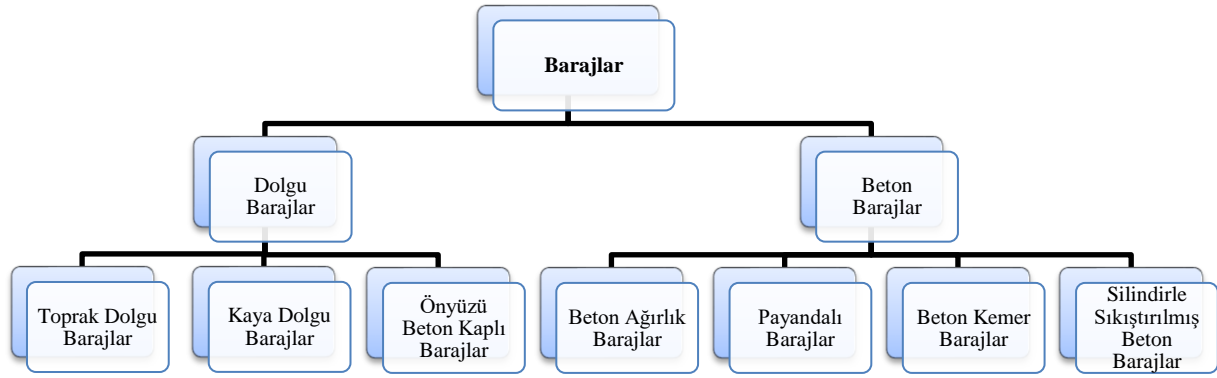 Barajlar
Dolgu
Barajlar
Beton
Barajlar
Toprak Dolgu
Barajlar
Kaya Dolgu
Barajlar
Önyüzü
Beton Kaplı
Barajlar
Beton Ağırlık
Barajlar
Payandalı
Barajlar
Beton Kemer
Barajlar
Silindirle
Sıkıştırılmış
Beton
Barajlar